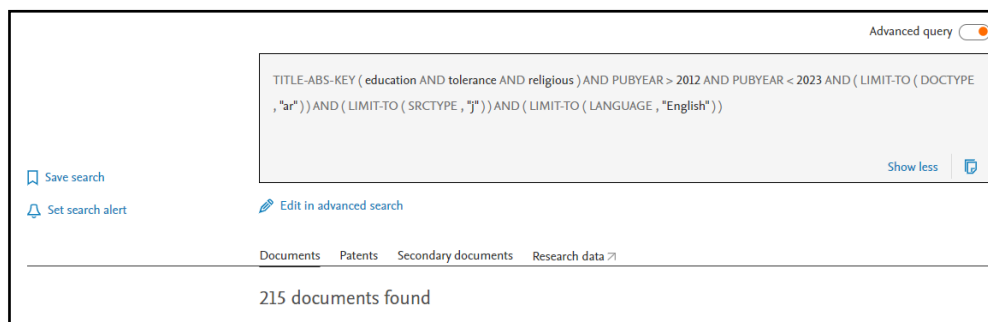 Advanced query
TITLE-ABS-KEY ( education AND tolerance AND religious ) AND PUBYEAR > 2012 AND PUBYEAR < 2023 AND ( LIMIT-TO ( DOCTYPE
, "ar" ) ) AND ( LIMIT-TO ( SRCTYPE , "j" ) ) AND ( LIMIT-TO ( LANGUAGE , "English" ) )
Show less
Save search
Set search alert
Edit in advanced search
Documents Patents Secondary documents Research data
215 documents found